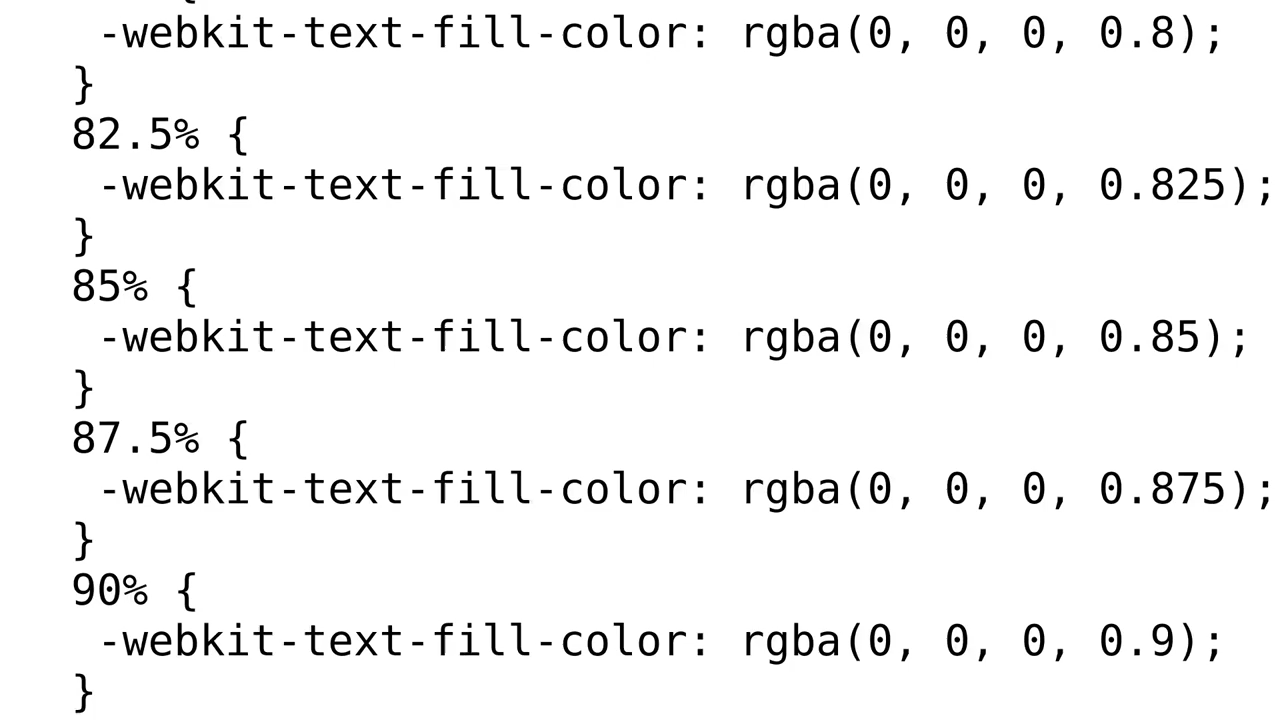 {
-webkit-text-fill-color: rgba(0, 0, 0, 0.8);
}
82.5% {
-webkit-text-fill-color: rgba(0, 0, 0, 0.825);
}
85% {
-webkit-text-fill-color: rgba(0, 0, 0, 0.85);
}
87.5% {
-webkit-text-fill-color: rgba(0, 0, 0, 0.875);
}
90% {
-webkit-text-fill-color: rgba(0, 0, 0, 0.9);
}